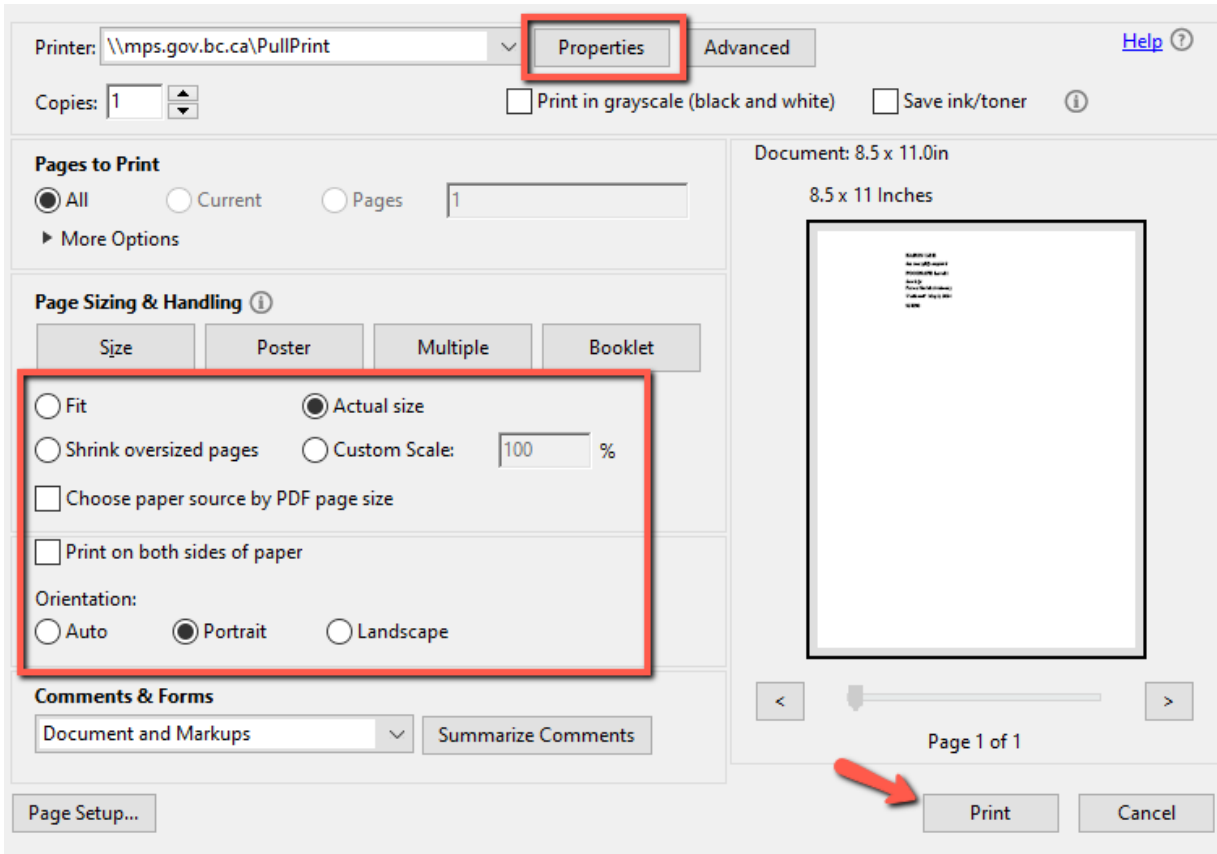 Printer: \\mps.gov.bc.ca\PullPrint Properties Advanced Help ?
Copies: 1 Print in grayscale (black and white) Save ink/toner
Pages to Print
All Current Pages 1
More Options
Page Sizing & Handling
Size Poster Multiple Booklet
Fit Actual size
Shrink oversized pages Custom Scale: 100 %
Choose paper source by PDF page size
Print on both sides of paper
Orientation:
Auto Portrait Landscape
Comments & Forms
Document and Markups Summarize Comments
Page Setup...
Document: 8.5 x 11.0in
8.5 x 11 Inches
< >
Page 1 of 1
Print Cancel